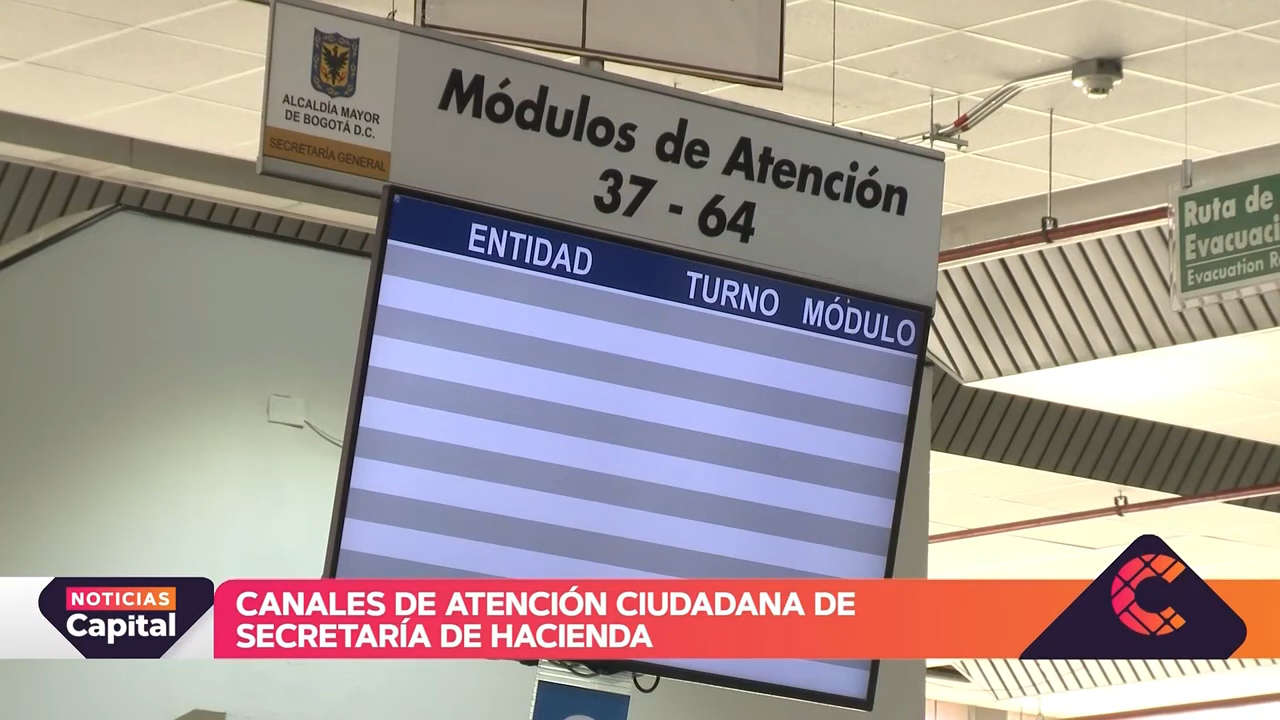 ALCALDÍA MAYOR
DE BOGOTÁ D.C.
SECRETARÍA GENERAL
Módulos de Atención
37 - 64
ENTIDAD TURNO MÓDULO
Ruta de
Evacuaci
Evacuation R
NOTICIAS
Capital
CANALES DE ATENCIÓN CIUDADANA DE
SECRETARÍA DE HACIENDA